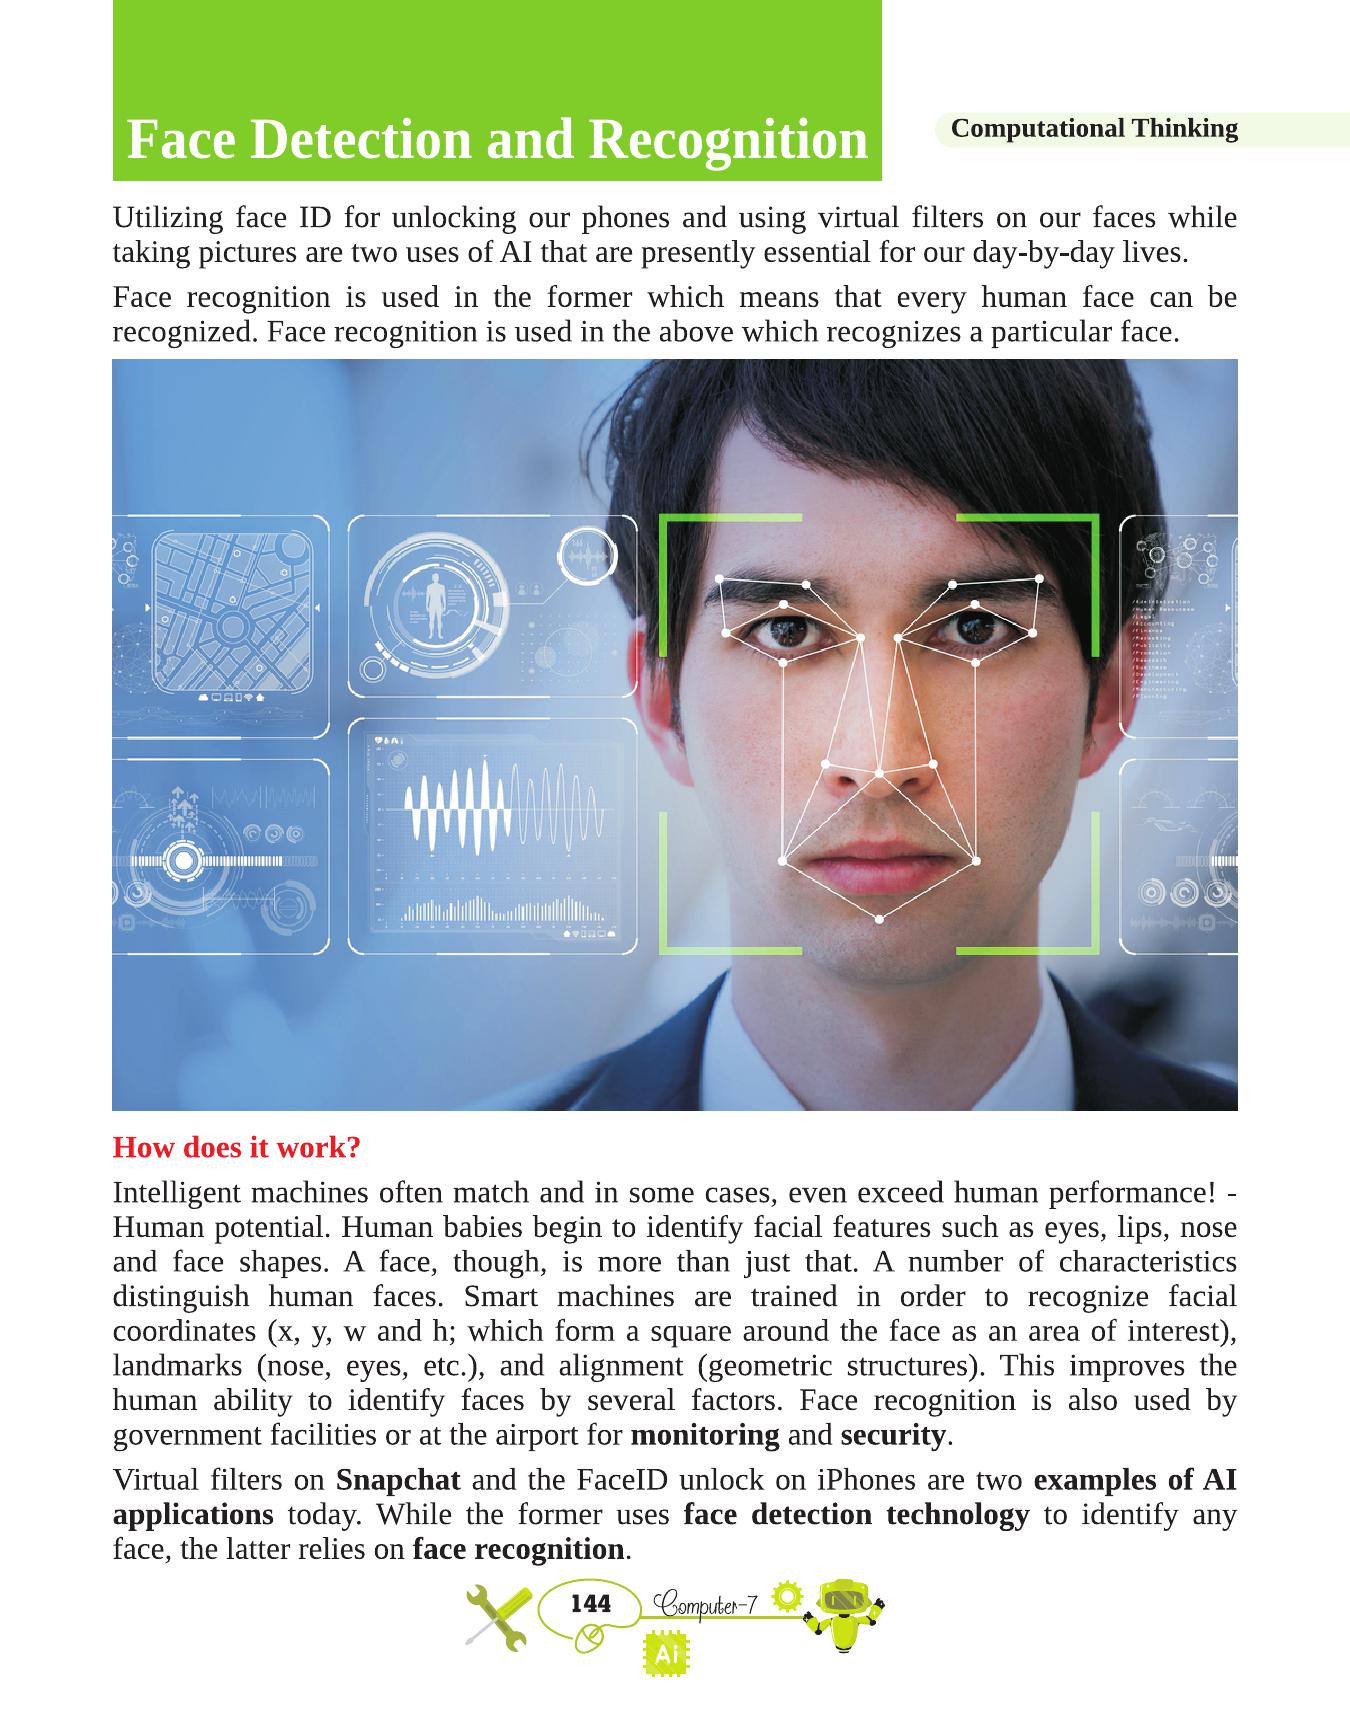 Face Detection and Recognition
Computational Thinking
Utilizing face ID for unlocking our phones and using virtual filters on our faces while
taking pictures are two uses of AI that are presently essential for our day-by-day lives.
Face recognition is used in the former which means that every human face can be
recognized. Face recognition is used in the above which recognizes a particular face.
How does it work?
Intelligent machines often match and in some cases, even exceed human performance! -
Human potential. Human babies begin to identify facial features such as eyes, lips, nose
and face shapes. A face, though, is more than just that. A number of characteristics
distinguish human faces. Smart machines are trained in order to recognize facial
coordinates (x, y, w and h; which form a square around the face as an area of interest),
landmarks (nose, eyes, etc.), and alignment (geometric structures). This improves the
human ability to identify faces by several factors. Face recognition is also used by
government facilities or at the airport for monitoring and security.
Virtual filters on Snapchat and the FaceID unlock on iPhones are two examples of AI
applications today. While the former uses face detection technology to identify any
face, the latter relies on face recognition.
144
Computer-7
Ai